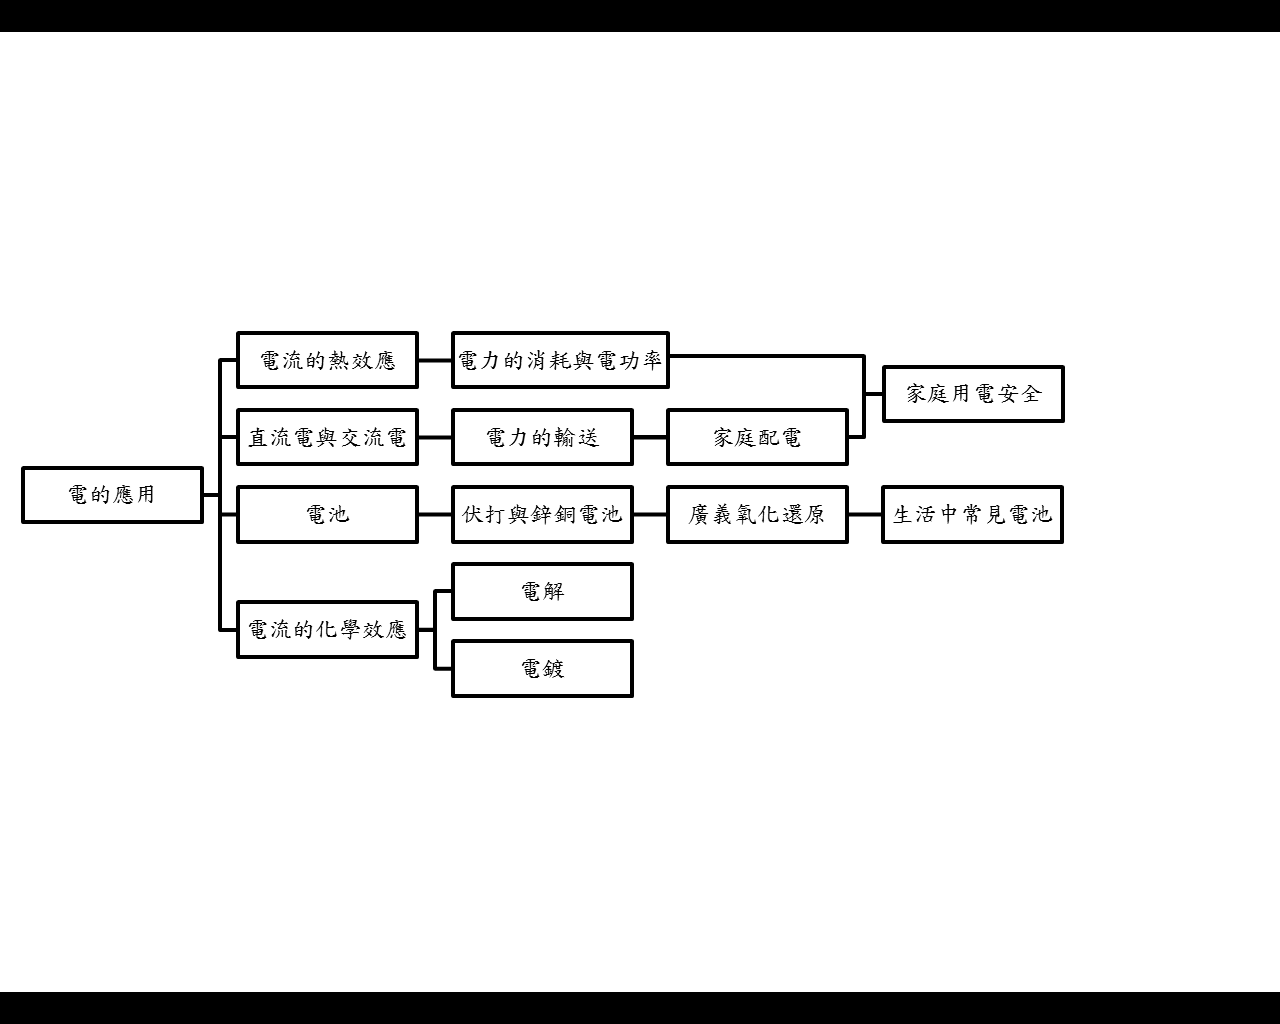 電的應用
電流的熱效應
電力的消耗與電功率
家庭用電安全
直流電與交流電
電力的輸送
家庭配電
電池
伏打與鋅銅電池
廣義氧化還原
生活中常見電池
電流的化學效應
電解
電鍍